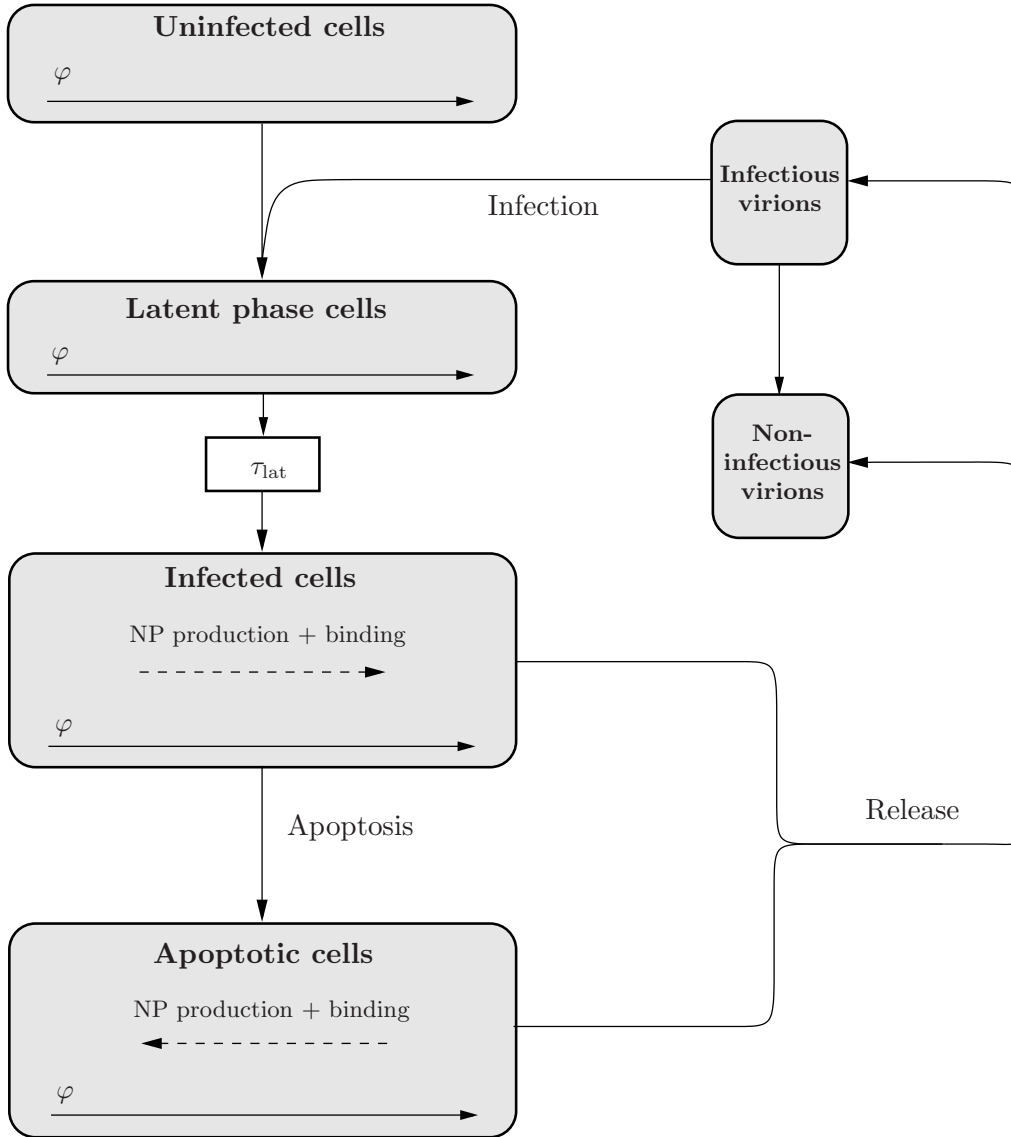 Uninfected cells
φ
Infection
Infectious
virions
Latent phase cells
φ
τlat
Non-
infectious
virions
Infected cells
NP production + binding
φ
Apoptosis
Release
Apoptotic cells
NP production + binding
φ